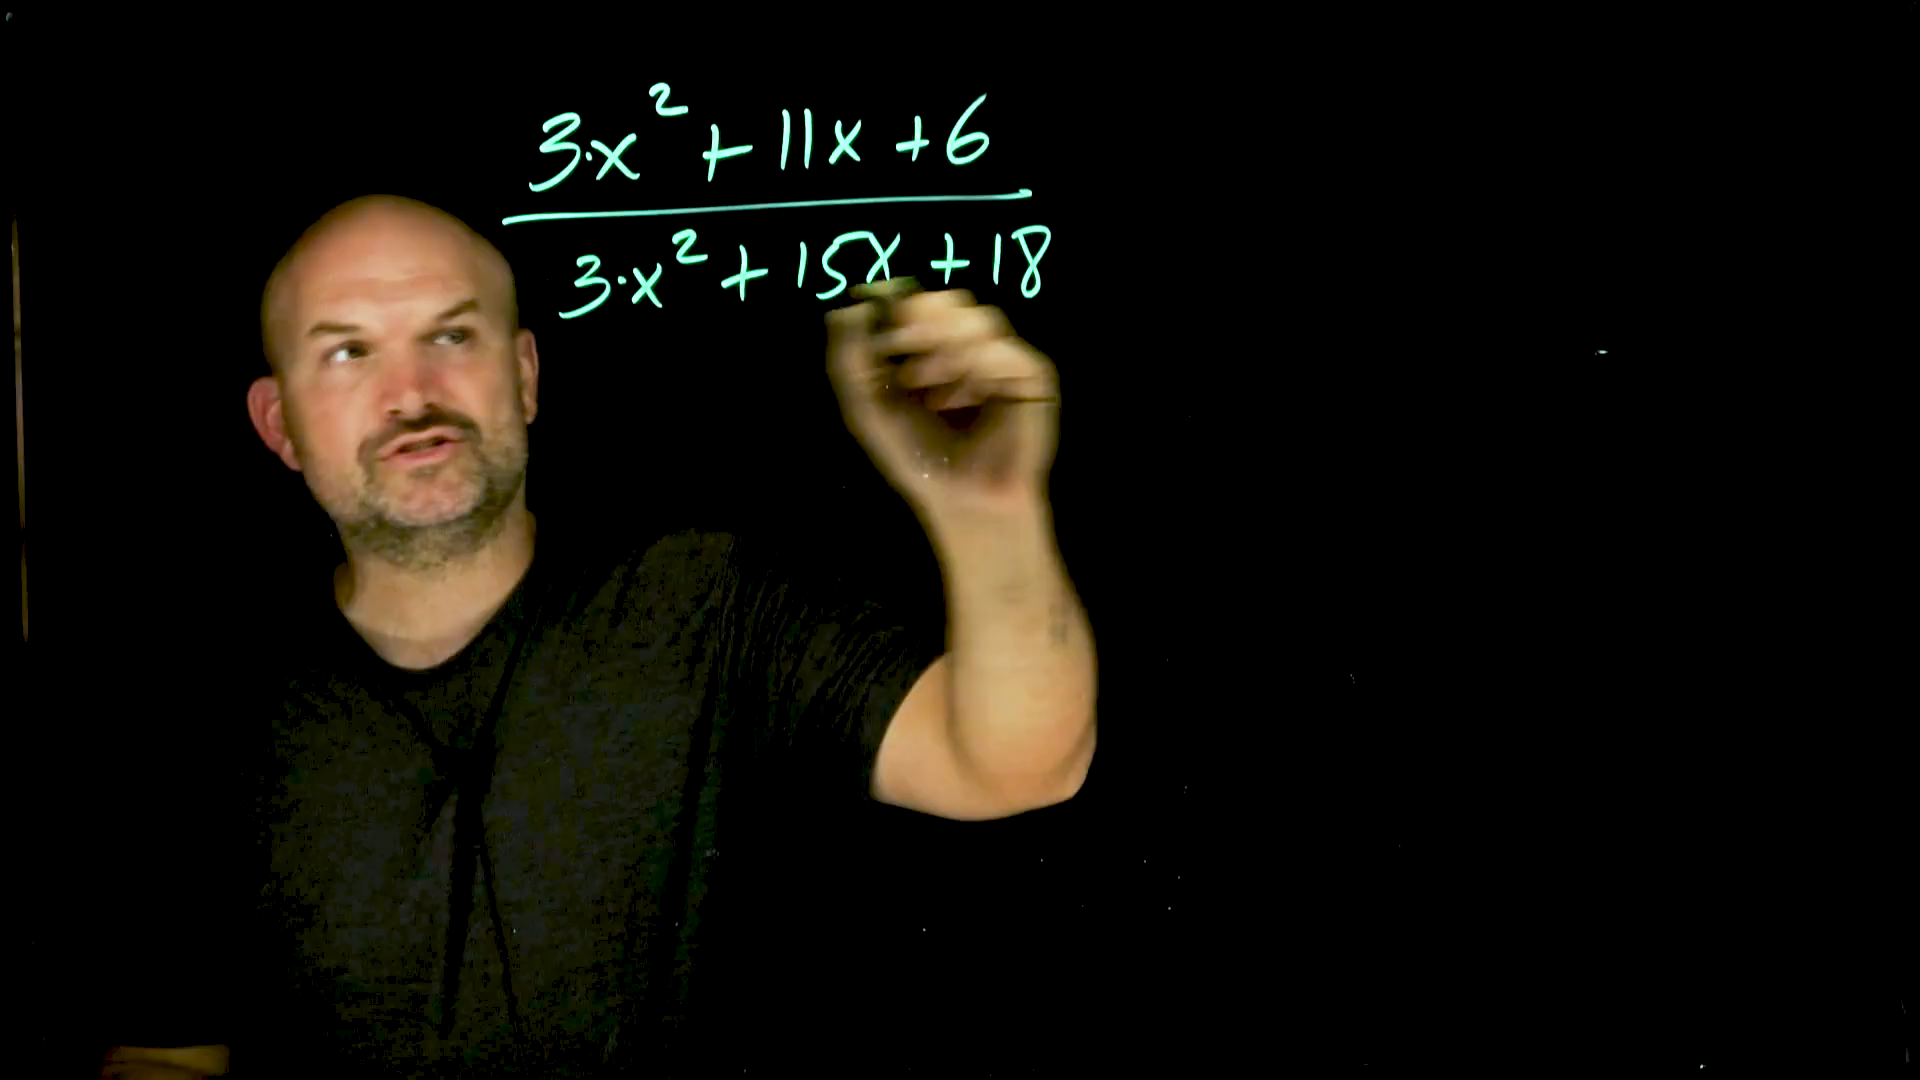 3·x² + 11x + 6
3·x² + 15x + 18